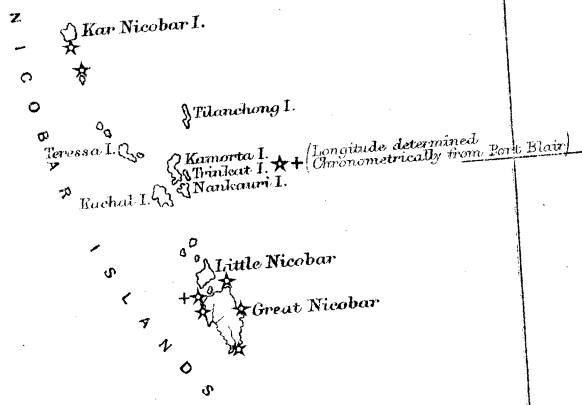 NICOBAR ISLANDS
Kar Nicobar I.
Tilanchong I.
Teressa I.
Kamorta I.
Trinkat I.
Nankauri I.
Kachal I.
(Longitude determined
Chronometrically from Port Blair)
Little Nicobar
Great Nicobar